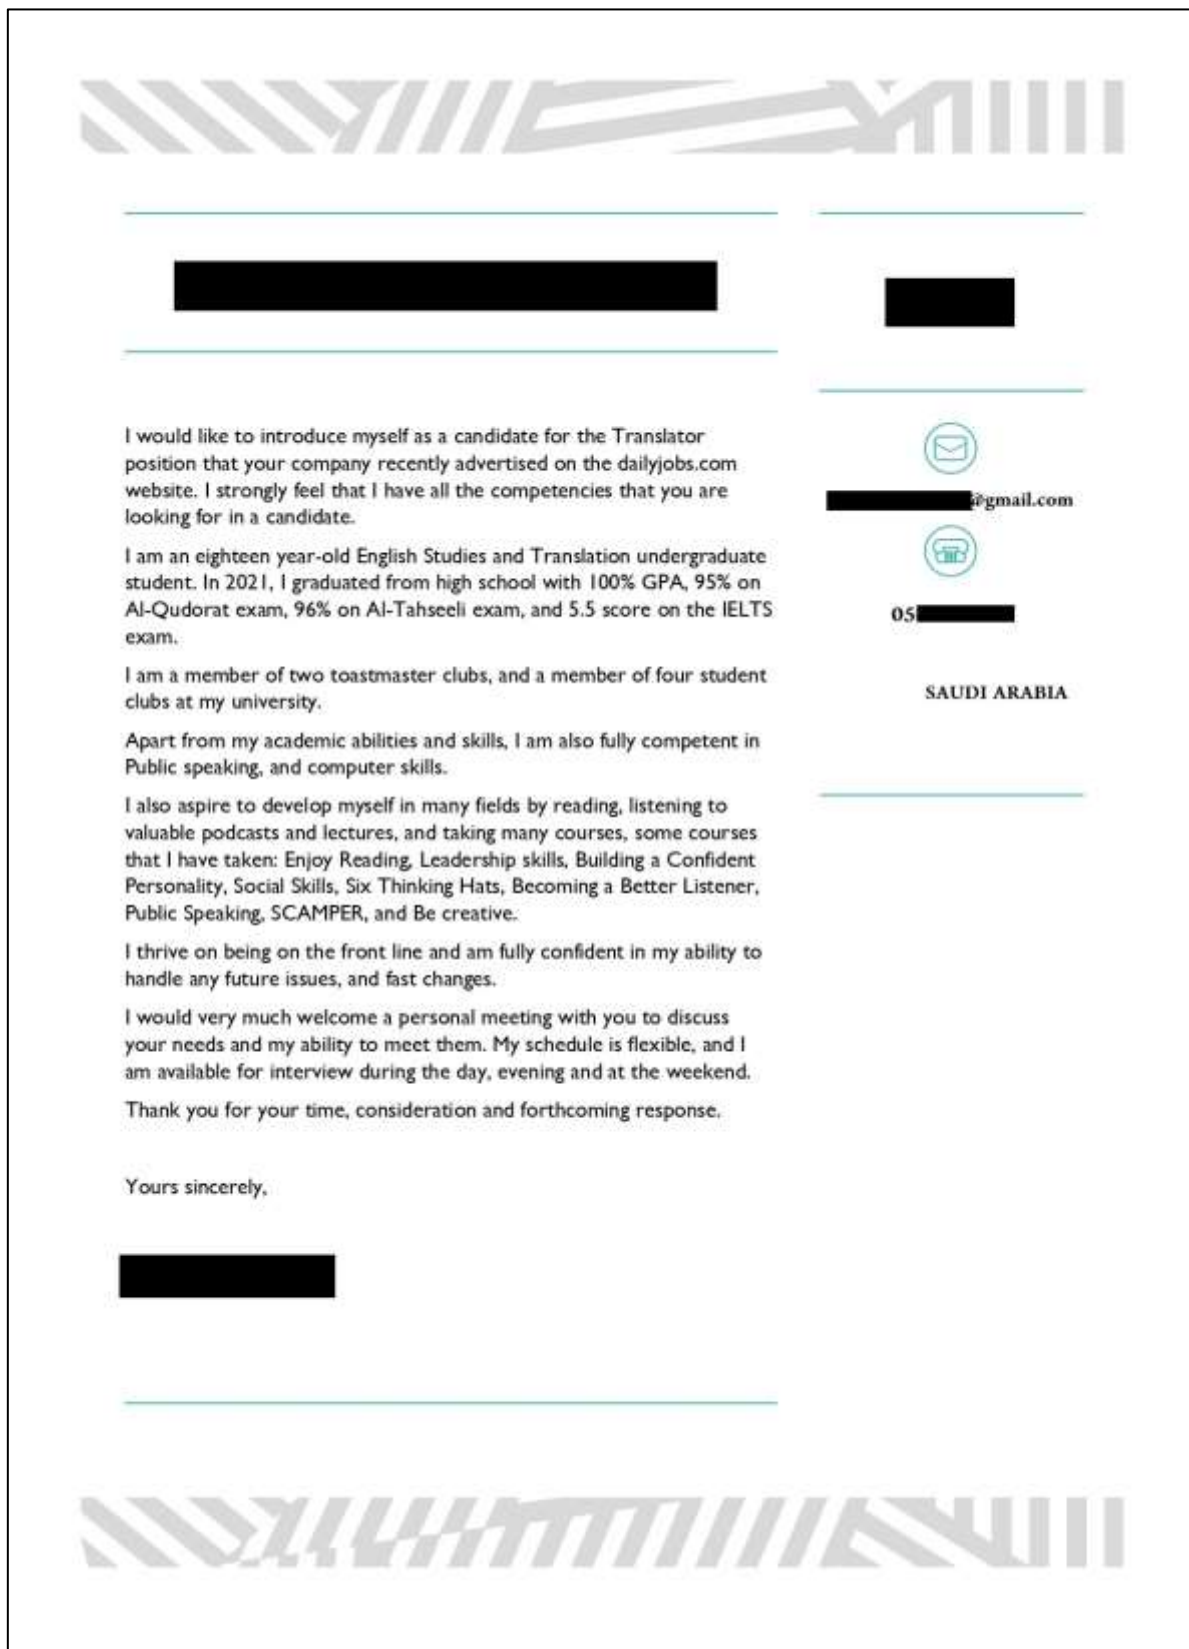 I would like to introduce myself as a candidate for the Translator
position that your company recently advertised on the dailyjobs.com
website. I strongly feel that I have all the competencies that you are
looking for in a candidate.
I am an eighteen year-old English Studies and Translation undergraduate
student. In 2021, I graduated from high school with 100% GPA, 95% on
Al-Qudorat exam, 96% on Al-Tahseeli exam, and 5.5 score on the IELTS
exam.
I am a member of two toastmaster clubs, and a member of four student
clubs at my university.
Apart from my academic abilities and skills, I am also fully competent in
Public speaking, and computer skills.
I also aspire to develop myself in many fields by reading, listening to
valuable podcasts and lectures, and taking many courses, some courses
that I have taken: Enjoy Reading, Leadership skills, Building a Confident
Personality, Social Skills, Six Thinking Hats, Becoming a Better Listener,
Public Speaking, SCAMPER, and Be creative.
I thrive on being on the front line and am fully confident in my ability to
handle any future issues, and fast changes.
I would very much welcome a personal meeting with you to discuss
your needs and my ability to meet them. My schedule is flexible, and I
am available for interview during the day, evening and at the weekend.
Thank you for your time, consideration and forthcoming response.
Yours sincerely,
@gmail.com
05
SAUDI ARABIA